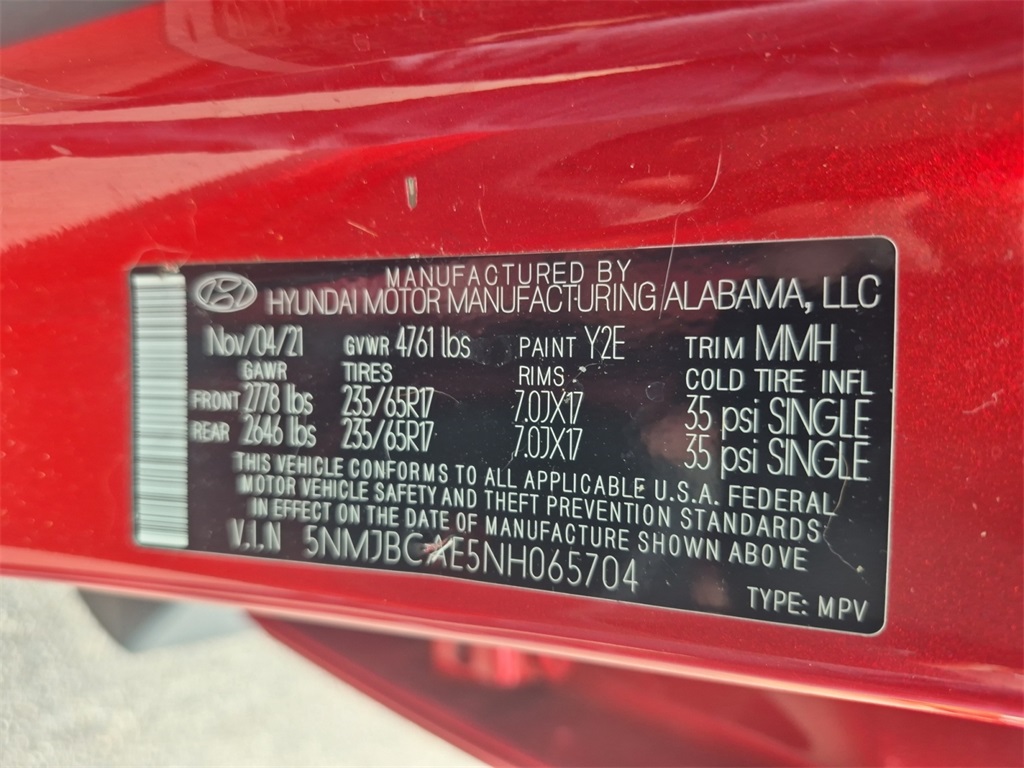 MANUFACTURED BY
HYUNDAI MOTOR MANUFACTURING ALABAMA, LLC
Nov/04/21 GVWR 4761 lbs PAINT Y2E TRIM MMH
GAWR TIRES RIMS COLD TIRE INFL
FRONT 2778 lbs 235/65R17 7.0JX17 35 psi SINGLE
REAR 2646 lbs 235/65R17 7.0JX17 35 psi SINGLE
THIS VEHICLE CONFORMS TO ALL APPLICABLE U.S.A. FEDERAL
MOTOR VEHICLE SAFETY AND THEFT PREVENTION STANDARDS
IN EFFECT ON THE DATE OF MANUFACTURE SHOWN ABOVE
V.I.N 5NMJBCAE5NH065704
TYPE: MPV